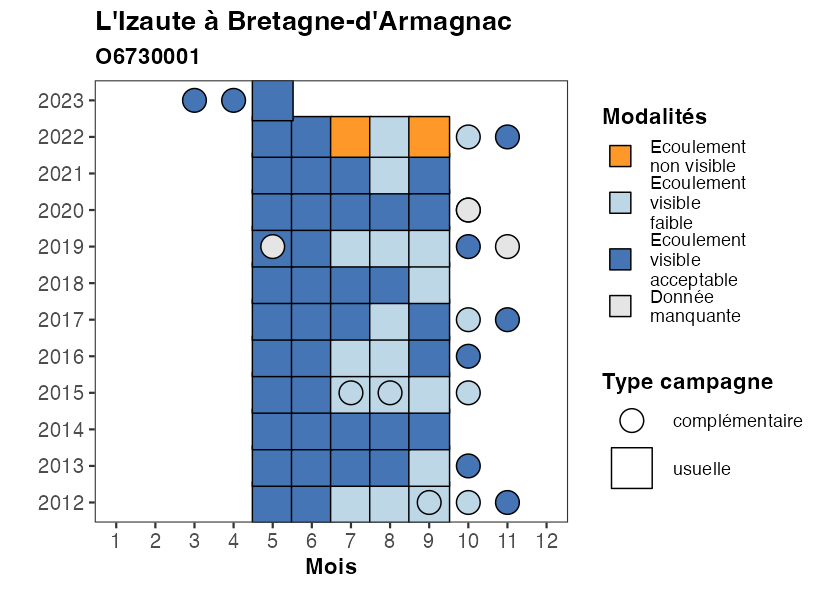 L'Izaute à Bretagne-d'Armagnac
O6730001
2023
2022
2021
2020
2019
2018
2017
2016
2015
2014
2013
2012
1 2 3 4 5 6 7 8 9 10 11 12
Mois
Modalités
Ecoulement
non visible
Ecoulement
visible
faible
Ecoulement
visible
acceptable
Donnée
manquante
Type campagne
complémentaire
usuelle